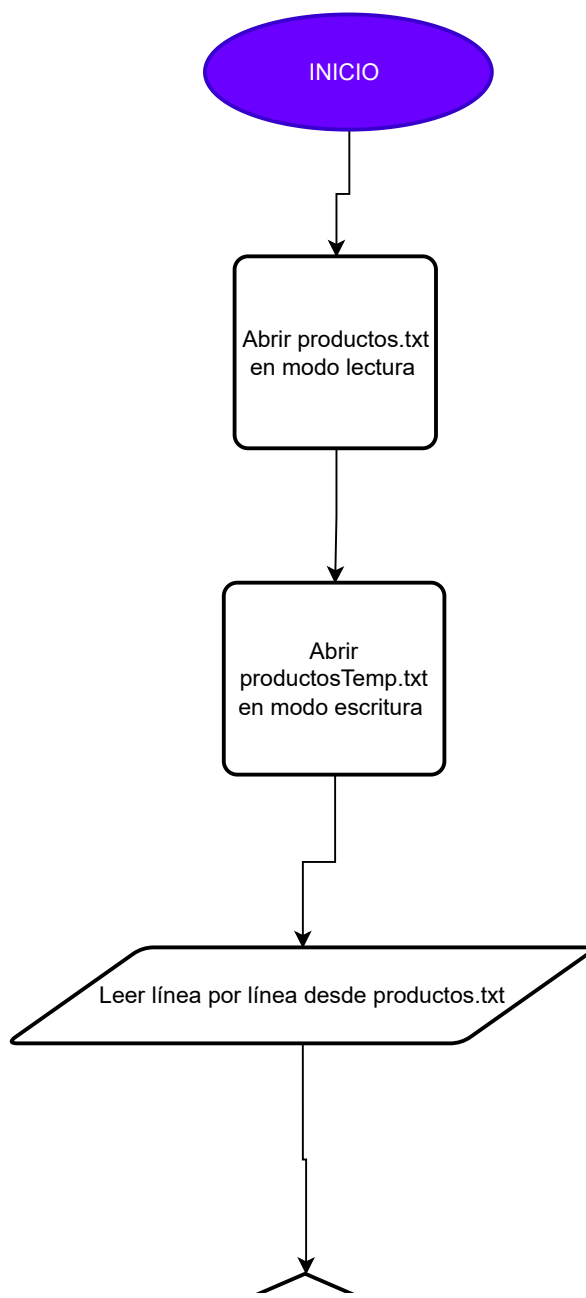 INICIO
Abrir productos.txt
en modo lectura
Abrir
productosTemp.txt
en modo escritura
Leer línea por línea desde productos.txt